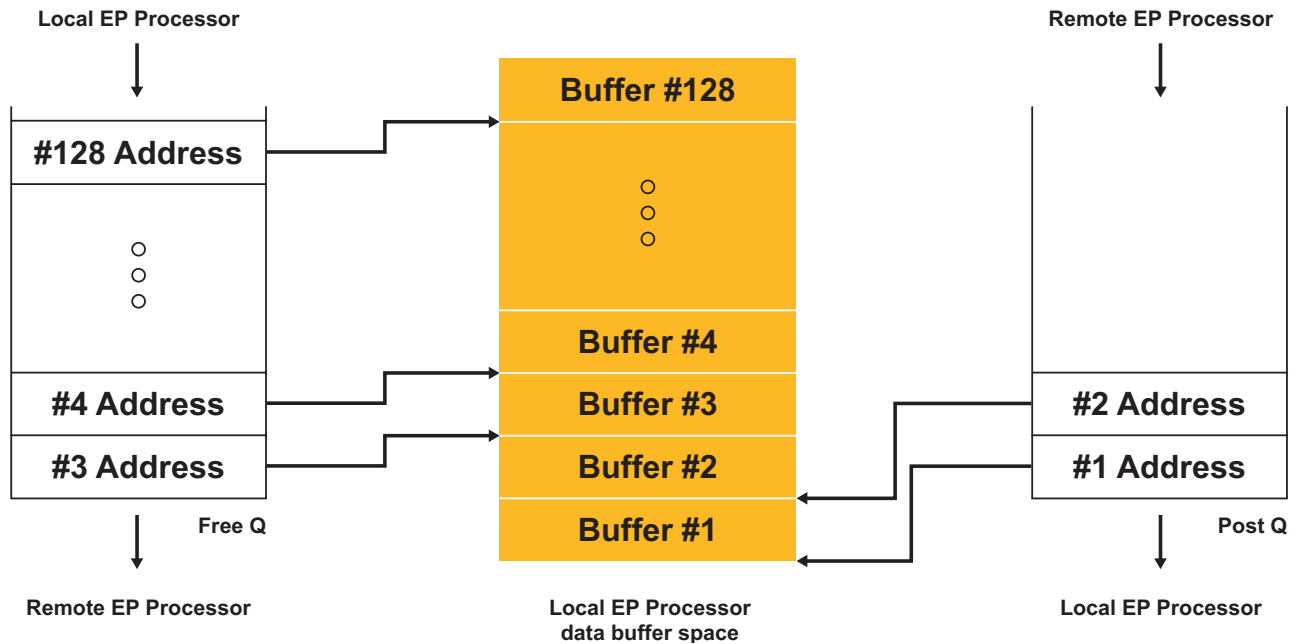 Local EP Processor
#128 Address
#4 Address
#3 Address
Free Q
Remote EP Processor
Buffer #128
Buffer #4
Buffer #3
Buffer #2
Buffer #1
Local EP Processor
data buffer space
Remote EP Processor
#2 Address
#1 Address
Post Q
Local EP Processor